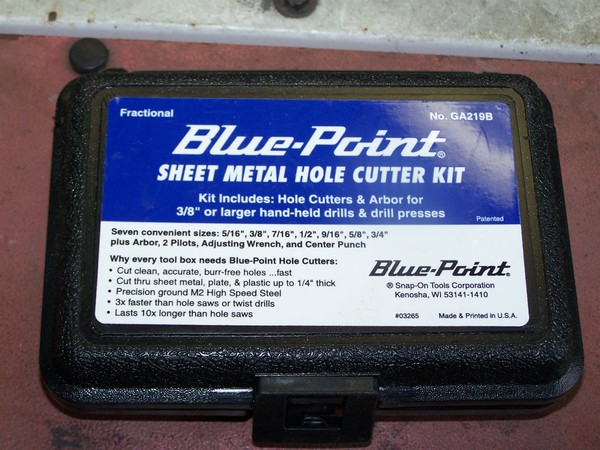 Fractional
No. GA219B
Blue-Point®
SHEET METAL HOLE CUTTER KIT
Kit Includes: Hole Cutters & Arbor for
3/8" or larger hand-held drills & drill presses
Patented
Seven convenient sizes: 5/16", 3/8", 7/16", 1/2", 9/16", 5/8", 3/4"
plus Arbor, 2 Pilots, Adjusting Wrench, and Center Punch
Why every tool box needs Blue-Point Hole Cutters:
• Cut clean, accurate, burr-free holes ...fast
• Cut thru sheet metal, plate, & plastic up to 1/4" thick
• Precision ground M2 High Speed Steel
• 3x faster than hole saws or twist drills
• Lasts 10x longer than hole saws
Blue-Point®
® Snap-On Tools Corporation
Kenosha, WI 53141-1410
#03265 Made & Printed in U.S.A.